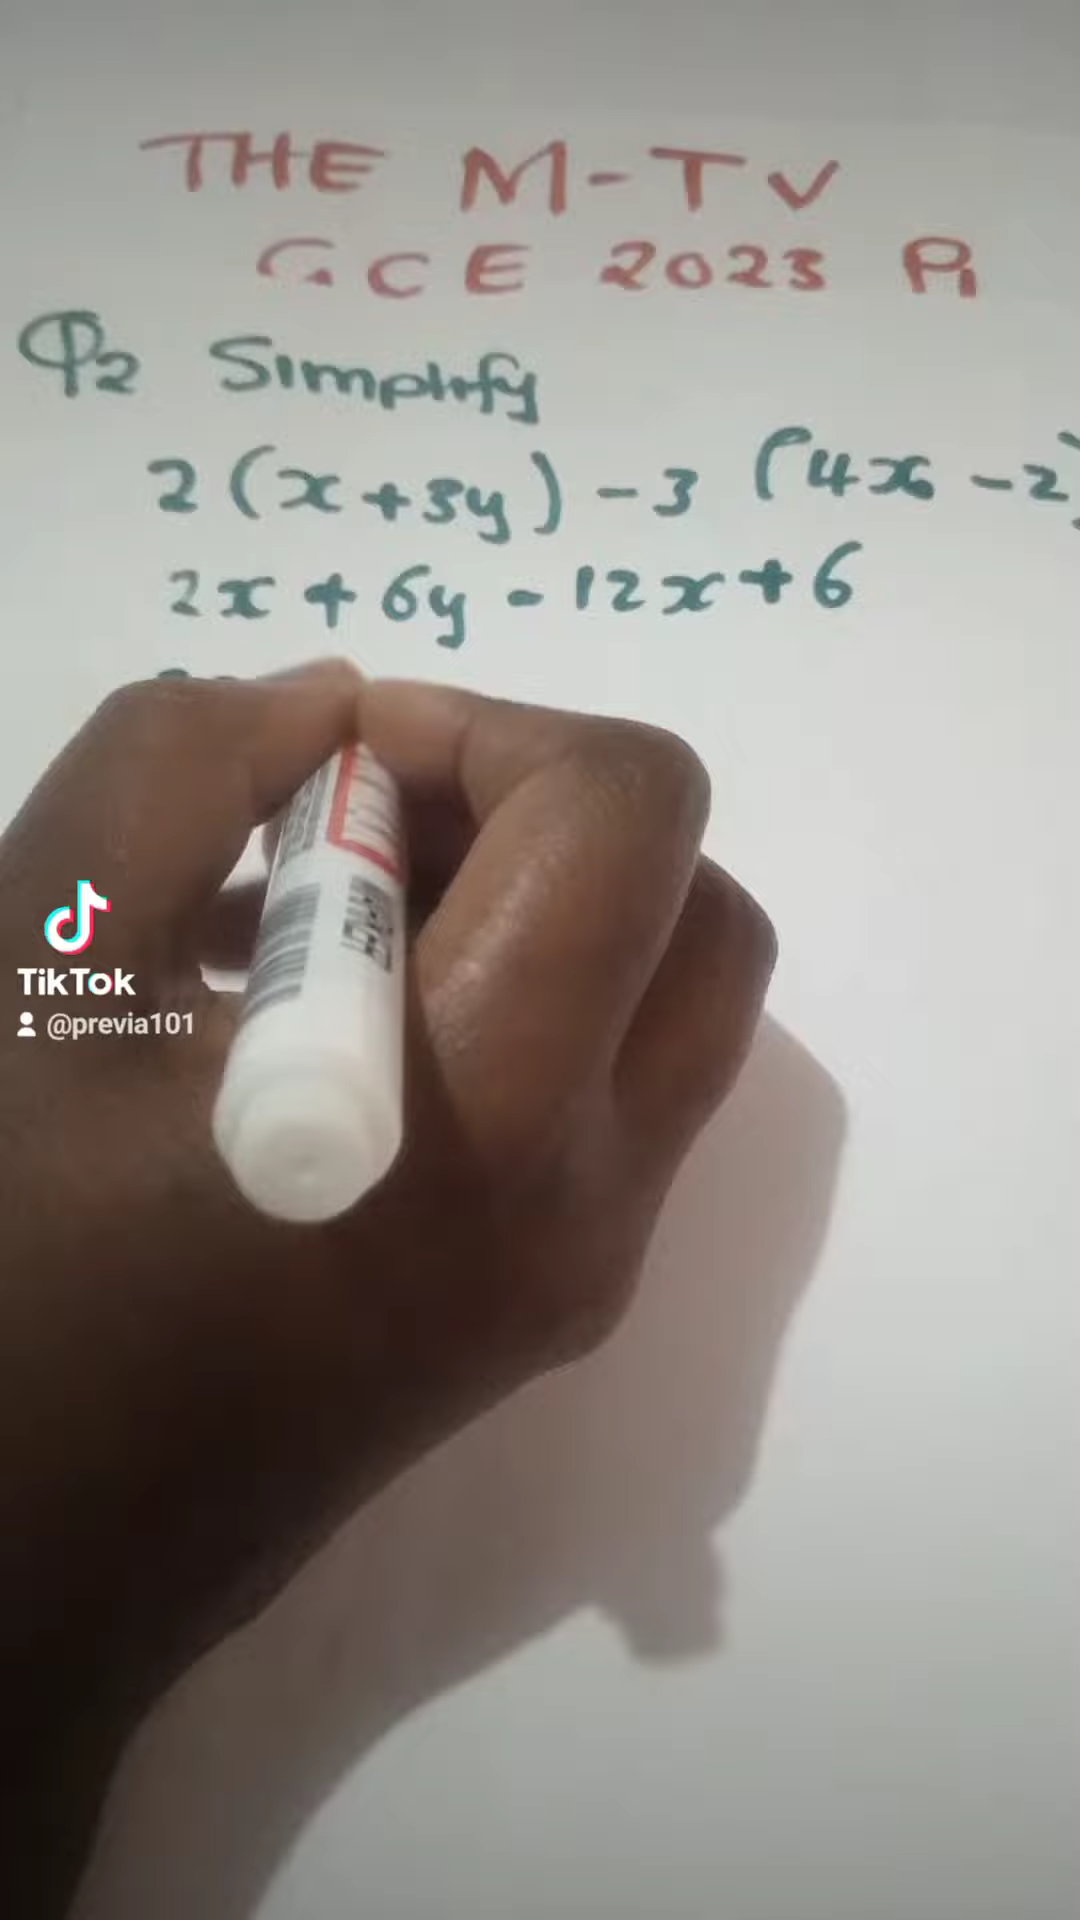 THE M-TV
GCE 2023 P1
Q2 Simplify
2(x+3y)-3(4x-2)
2x+6y-12x+6
TikTok
@previa101